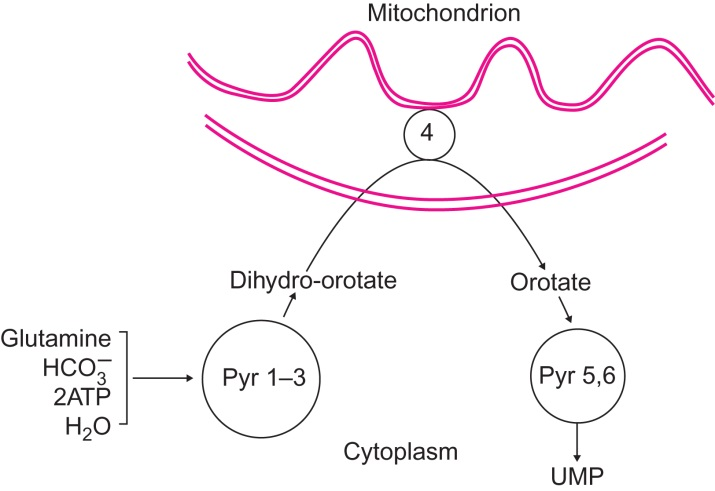 Mitochondrion
4
Dihydro-orotate
Orotate
Glutamine
HCO₃⁻
2ATP
H₂O
Pyr 1–3
Pyr 5,6
Cytoplasm
UMP